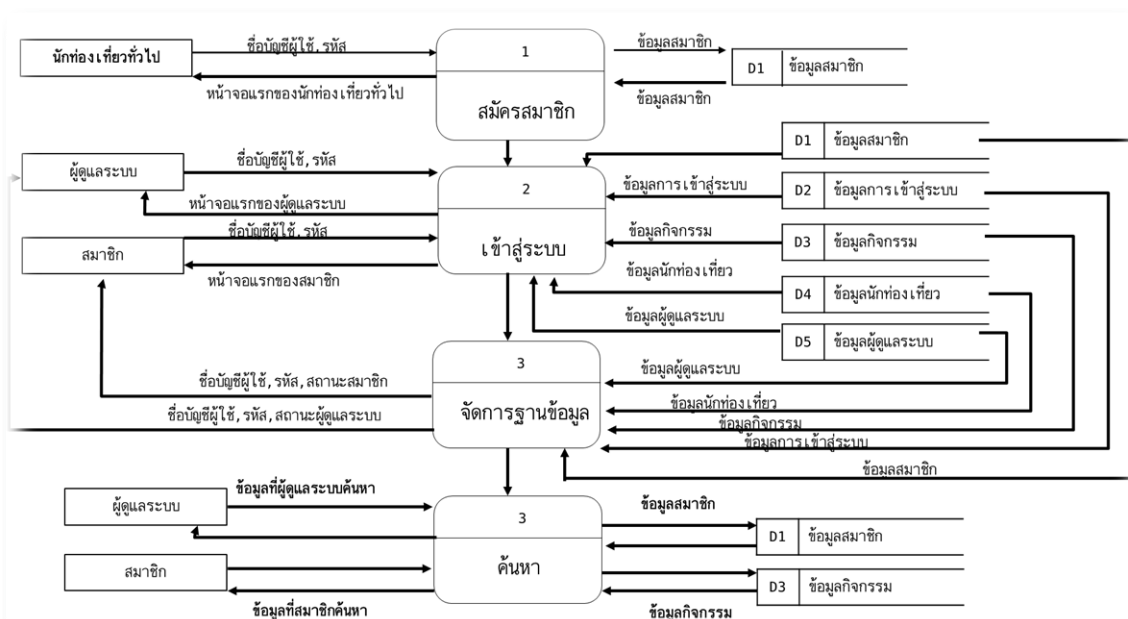 นักท่องเที่ยวทั่วไป
ชื่อบัญชีผู้ใช้,รหัส
หน้าจอแรกของนักท่องเที่ยวทั่วไป
1
สมัครสมาชิก
ข้อมูลสมาชิก
ข้อมูลสมาชิก
D1 ข้อมูลสมาชิก
ผู้ดูแลระบบ
ชื่อบัญชีผู้ใช้,รหัส
หน้าจอแรกของผู้ดูแลระบบ
สมาชิก
ชื่อบัญชีผู้ใช้,รหัส
หน้าจอแรกของสมาชิก
2
เข้าสู่ระบบ
D1 ข้อมูลสมาชิก
ข้อมูลการเข้าสู่ระบบ
D2 ข้อมูลการเข้าสู่ระบบ
ข้อมูลกิจกรรม
D3 ข้อมูลกิจกรรม
ข้อมูลนักท่องเที่ยว
D4 ข้อมูลนักท่องเที่ยว
ข้อมูลผู้ดูแลระบบ
D5 ข้อมูลผู้ดูแลระบบ
ชื่อบัญชีผู้ใช้,รหัส,สถานะสมาชิก
ชื่อบัญชีผู้ใช้,รหัส,สถานะผู้ดูแลระบบ
3
จัดการฐานข้อมูล
ข้อมูลผู้ดูแลระบบ
ข้อมูลนักท่องเที่ยว
ข้อมูลกิจกรรม
ข้อมูลการเข้าสู่ระบบ
ข้อมูลสมาชิก
ผู้ดูแลระบบ
ข้อมูลที่ผู้ดูแลระบบค้นหา
สมาชิก
ข้อมูลที่สมาชิกค้นหา
3
ค้นหา
ข้อมูลสมาชิก
D1 ข้อมูลสมาชิก
D3 ข้อมูลกิจกรรม
ข้อมูลกิจกรรม